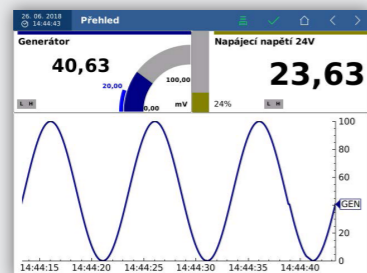 26. 06. 2018
14:44:43
Přehled
Generátor
40,63
20,00
100,00
0,00
mV
L H
Napájecí napětí 24V
23,63
24%
L H
100
80
60
GEN
20
0
14:44:15 14:44:20 14:44:25 14:44:30 14:44:35 14:44:40